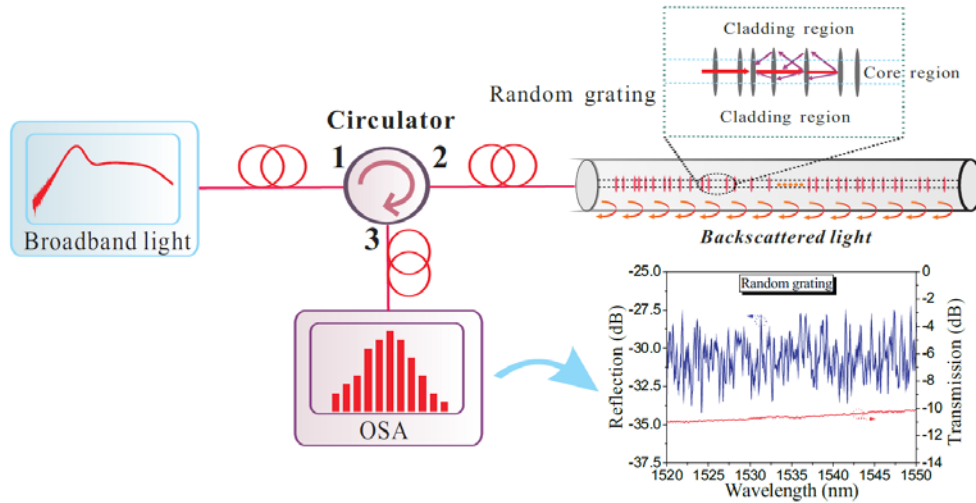 Cladding region
Core region
Cladding region
Random grating
Circulator
1
2
3
Broadband light
Backscattered light
OSA
Random grating
Reflection (dB)
-25.0
-27.5
-30.0
-32.5
-35.0
-37.5
0
-2
-4
-6
-8
-10
-12
-14
Transmission (dB)
1520 1525 1530 1535 1540 1545 1550
Wavelength (nm)